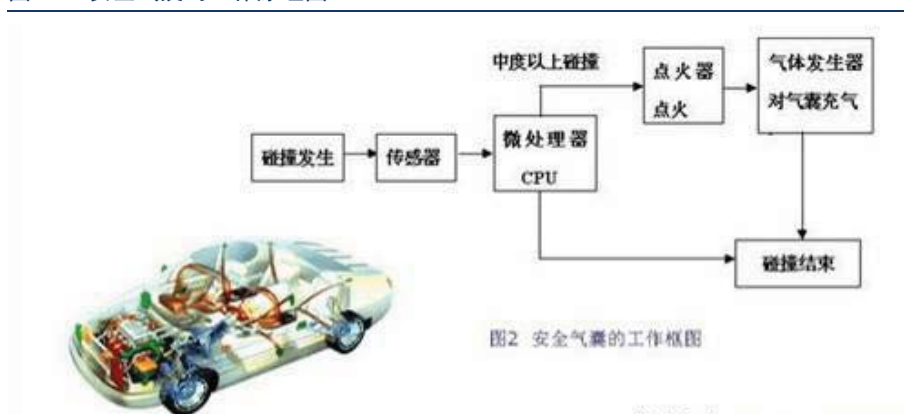 中度以上碰撞
点火器
点火
气体发生器
对气囊充气
碰撞发生
传感器
微处理器
CPU
碰撞结束
图2 安全气囊的工作框图